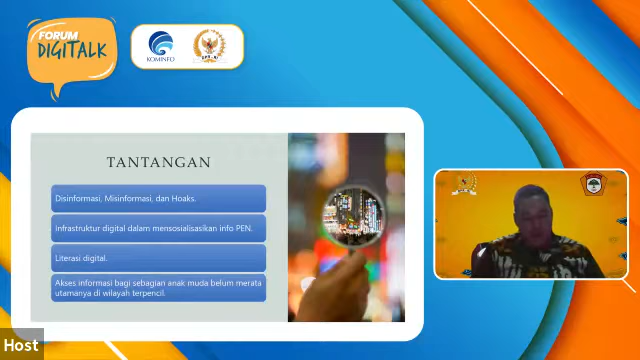 FORUM
DIGITALK
KOMINFO
TANTANGAN
Disinformasi, Misinformasi, dan Hoaks.
Infrastruktur digital dalam mensosialisasikan info PEN.
Literasi digital.
Akses informasi bagi sebagian anak muda belum merata
utamanya di wilayah terpencil.
Host